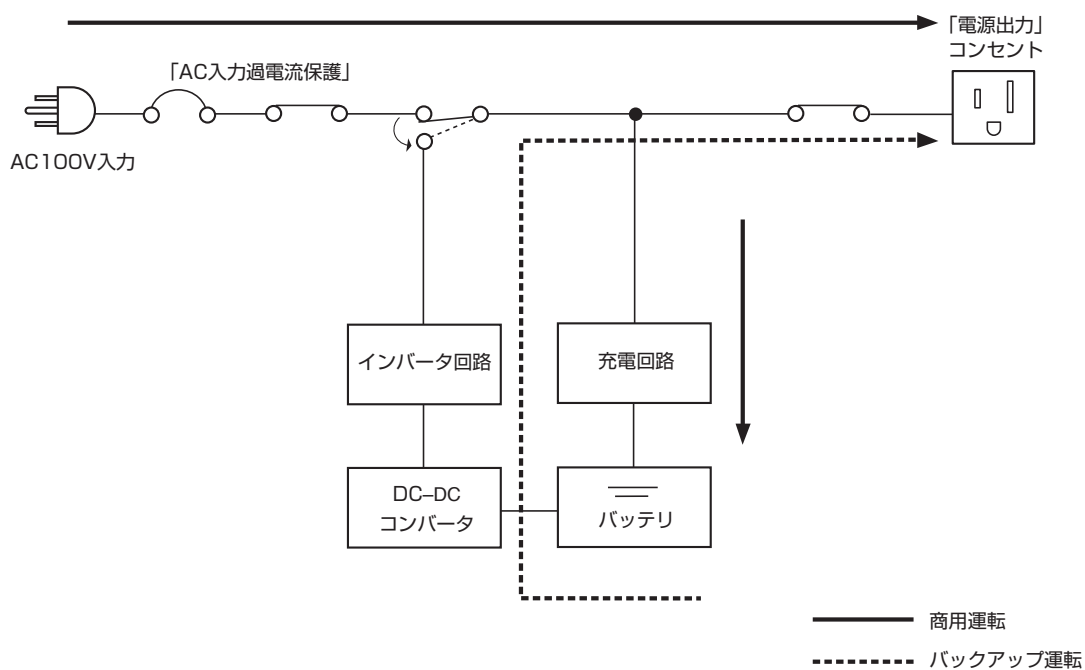 「電源出力」
コンセント
「AC入力過電流保護」
AC100V入力
インバータ回路
充電回路
DC–DC
コンバータ
バッテリ
商用運転
バックアップ運転